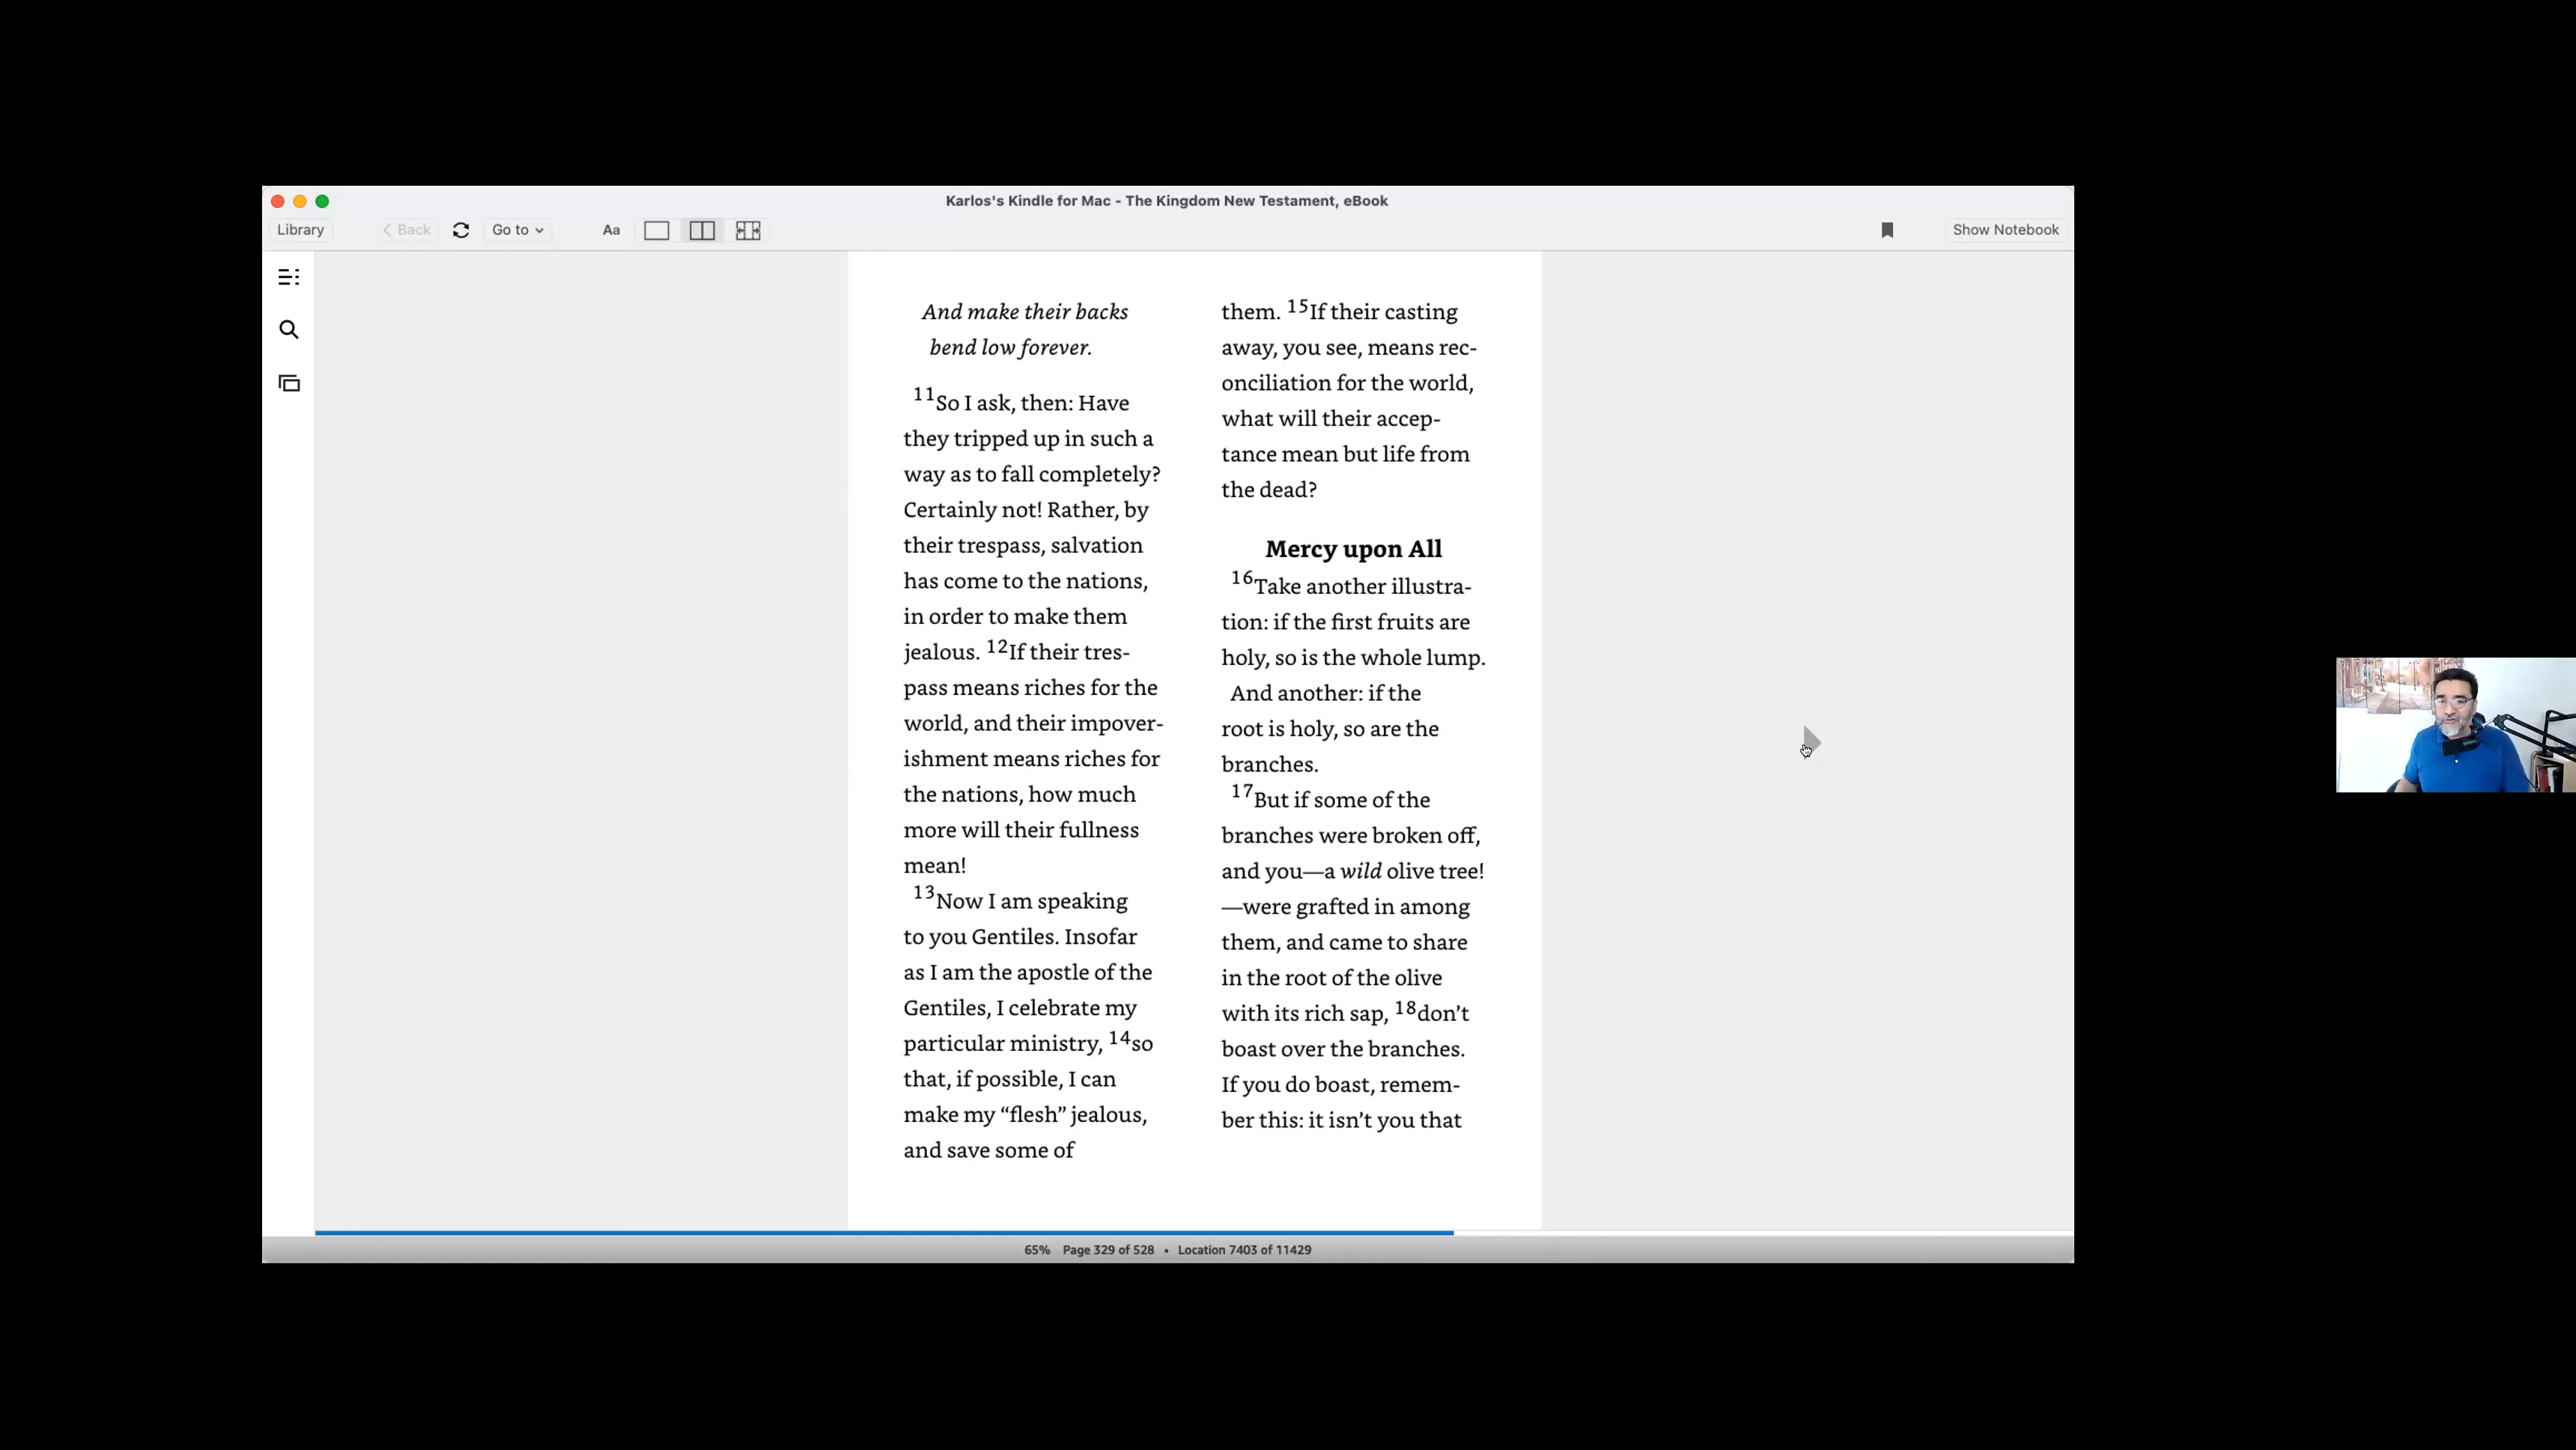 Karlos's Kindle for Mac - The Kingdom New Testament, eBook
Library
Back
Go to
Aa
Show Notebook
And make their backs
bend low forever.
11So I ask, then: Have
they tripped up in such a
way as to fall completely?
Certainly not! Rather, by
their trespass, salvation
has come to the nations,
in order to make them
jealous. 12If their tres-
pass means riches for the
world, and their impover-
ishment means riches for
the nations, how much
more will their fullness
mean!
13Now I am speaking
to you Gentiles. Insofar
as I am the apostle of the
Gentiles, I celebrate my
particular ministry, 14so
that, if possible, I can
make my “flesh” jealous,
and save some of
them. 15If their casting
away, you see, means rec-
onciliation for the world,
what will their accep-
tance mean but life from
the dead?
Mercy upon All
16Take another illustra-
tion: if the first fruits are
holy, so is the whole lump.
And another: if the
root is holy, so are the
branches.
17But if some of the
branches were broken off,
and you—a wild olive tree!
—were grafted in among
them, and came to share
in the root of the olive
with its rich sap, 18don’t
boast over the branches.
If you do boast, remem-
ber this: it isn’t you that
65% Page 329 of 528 • Location 7403 of 11429